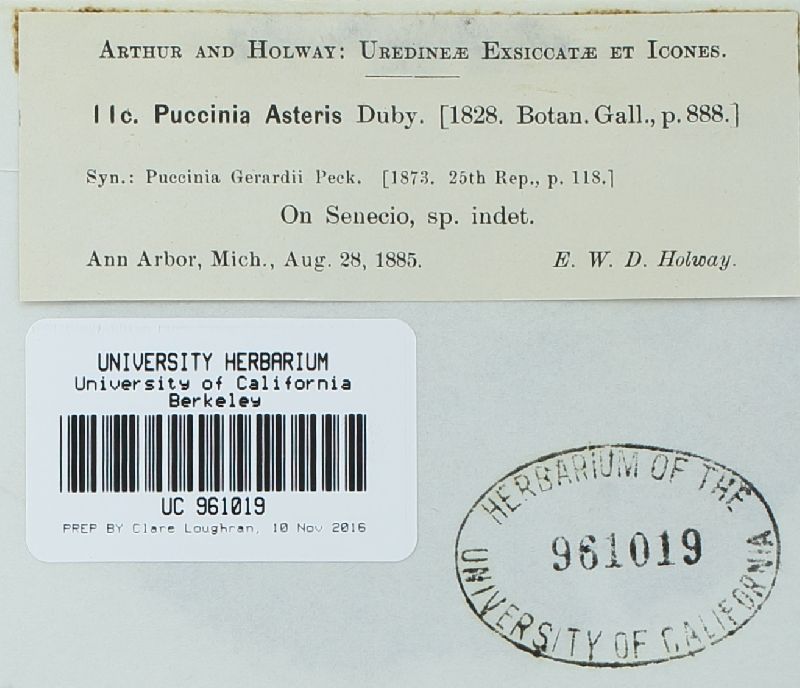 ARTHUR AND HOLWAY: UREDINEÆ EXSICCATÆ ET ICONES.
11c. Puccinia Asteris Duby. [1828. Botan. Gall., p. 888.]
Syn.: Puccinia Gerardii Peck. [1873. 25th Rep., p. 118.]
On Senecio, sp. indet.
Ann Arbor, Mich., Aug. 28, 1885. E. W. D. Holway.
UNIVERSITY HERBARIUM
University of California
Berkeley
UC 961019
PREP BY Clare Loughran, 10 Nov 2016
HERBARIUM OF THE
961019
UNIVERSITY OF CALIFORNIA